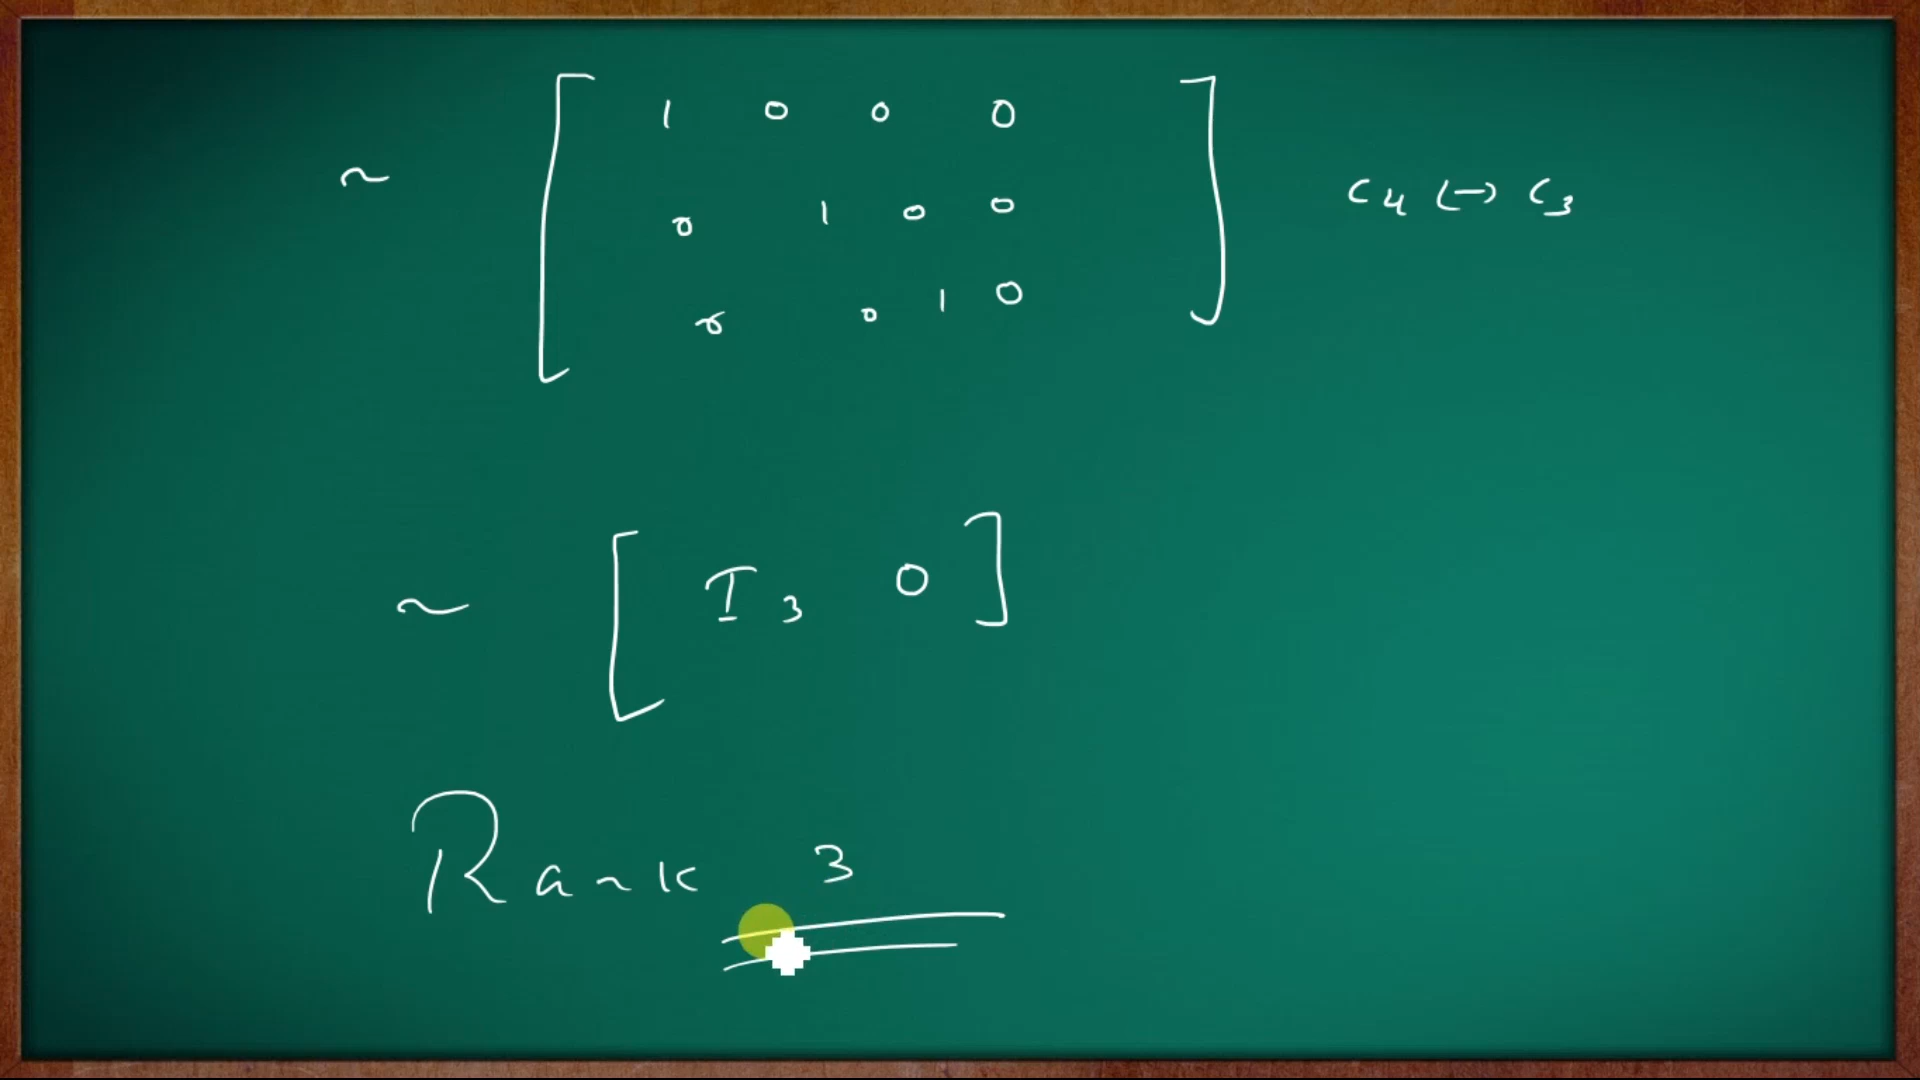 ~ [ 1 0 0 0
0 1 0 0
0 0 1 0 ] C4 ↔ C3
~ [ I3 0 ]
Rank 3